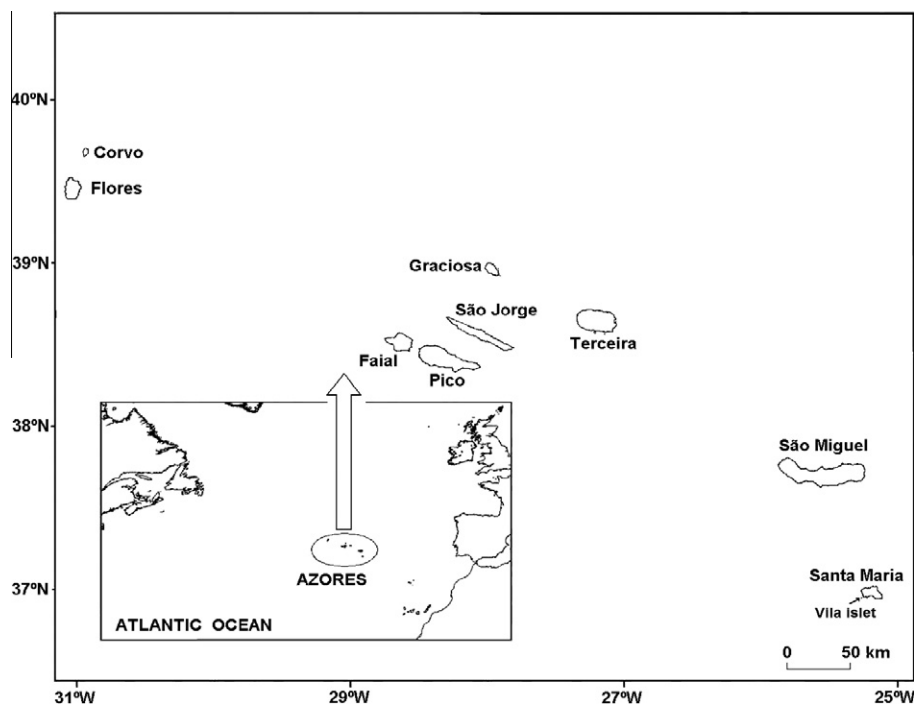 40ºN
Corvo
Flores
39ºN
Graciosa
São Jorge
Terceira
Faial
Pico
38ºN
São Miguel
37ºN
Santa Maria
Vila islet
AZORES
ATLANTIC OCEAN
0 50 km
31ºW 29ºW 27ºW 25ºW